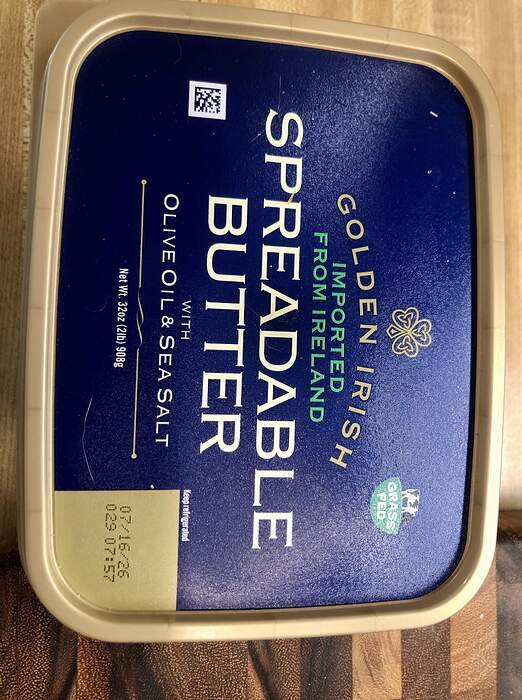 GOLDEN IRISH
IMPORTED
FROM IRELAND
GRASS
FED
SPREADABLE
BUTTER
WITH
OLIVE OIL & SEA SALT
Net Wt. 32oz (2lb) 908g
Keep refrigerated
07/16/26
029 07:57